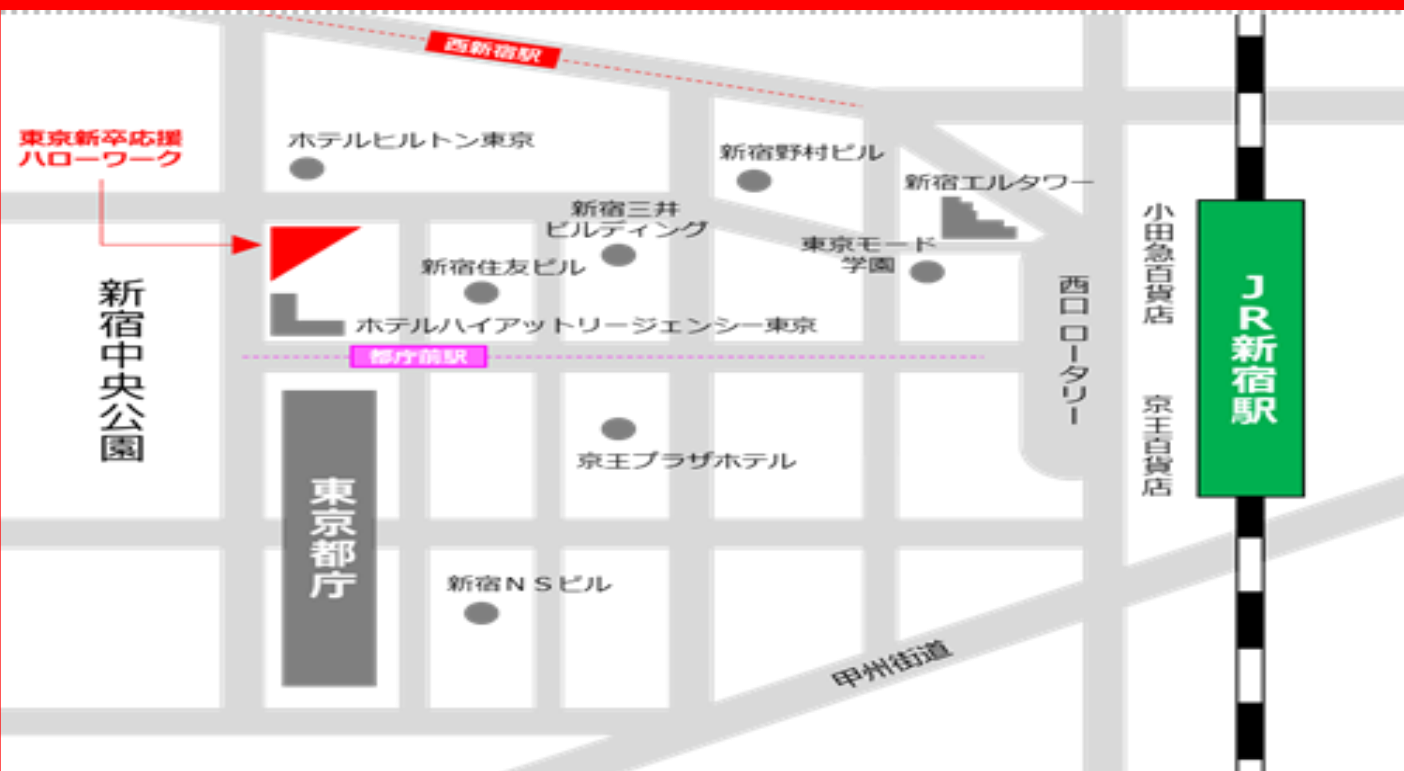 西新宿駅
東京新卒応援
ハローワーク
ホテルヒルトン東京
新宿野村ビル
新宿エルタワー
新宿三井
ビルディング
東京モード
学園
新宿住友ビル
ホテルハイアットリージェンシー東京
都庁前駅
新宿中央公園
西口 ロータリー
小田急百貨店
京王百貨店
JR新宿駅
京王プラザホテル
東京都庁
新宿NSビル
甲州街道